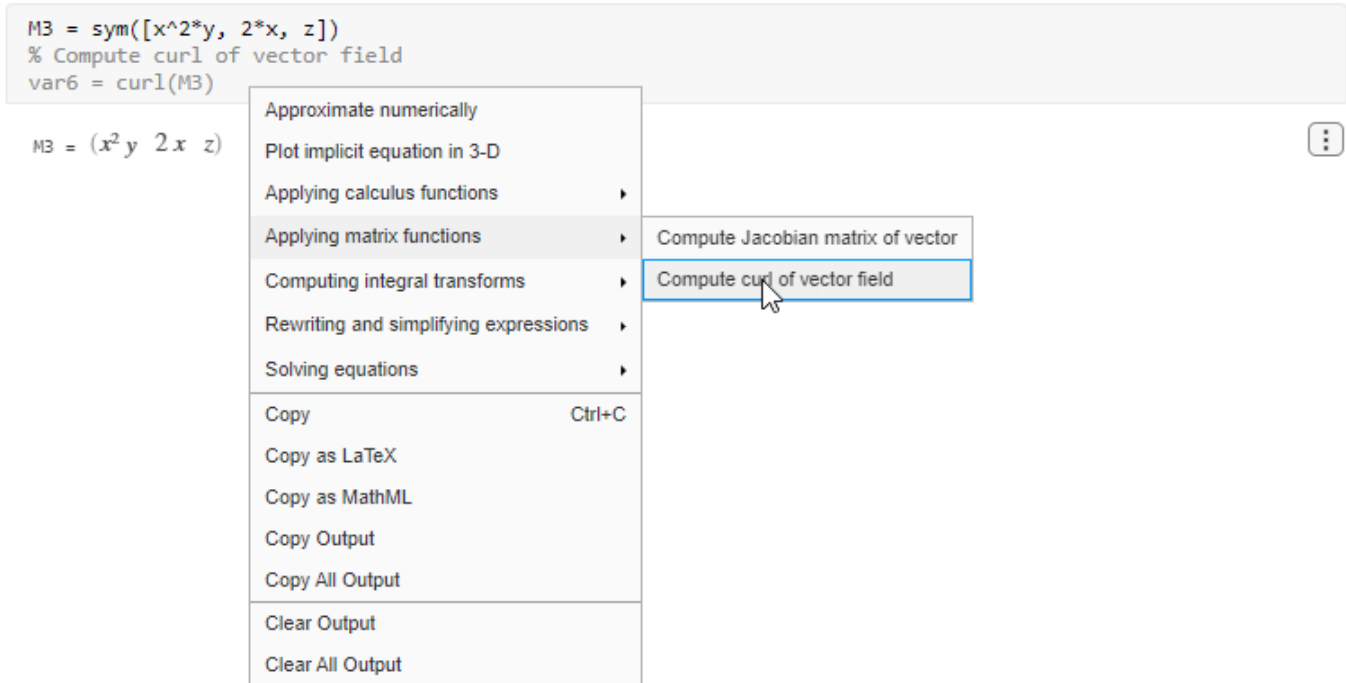 M3 = sym([x^2*y, 2*x, z])
% Compute curl of vector field
var6 = curl(M3)
M3 = (x² y  2 x  z)
Approximate numerically
Plot implicit equation in 3-D
Applying calculus functions
Applying matrix functions
Compute Jacobian matrix of vector
Compute curl of vector field
Computing integral transforms
Rewriting and simplifying expressions
Solving equations
Copy Ctrl+C
Copy as LaTeX
Copy as MathML
Copy Output
Copy All Output
Clear Output
Clear All Output